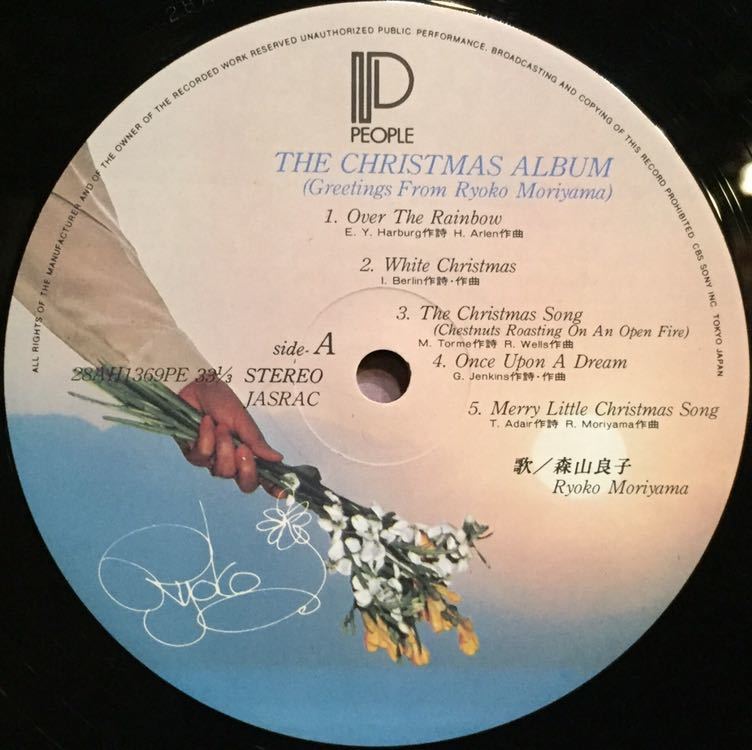 ALL RIGHTS OF THE MANUFACTURER AND OF THE OWNER OF THE RECORDED WORK RESERVED UNAUTHORIZED PUBLIC PERFORMANCE, BROADCASTING AND COPYING OF THIS RECORD PROHIBITED CBS SONY INC. TOKYO JAPAN
PEOPLE
THE CHRISTMAS ALBUM
(Greetings From Ryoko Moriyama)
1. Over The Rainbow
E. Y. Harburg作詩 H. Arlen作曲
2. White Christmas
I. Berlin作詩・作曲
3. The Christmas Song
(Chestnuts Roasting On An Open Fire)
M. Torme作詩 R. Wells作曲
side-A
4. Once Upon A Dream
G. Jenkins作詩・作曲
28AH1369PE 33⅓ STEREO
JASRAC
5. Merry Little Christmas Song
T. Adair作詩 R. Moriyama作曲
歌／森山良子
Ryoko Moriyama
Ryoko